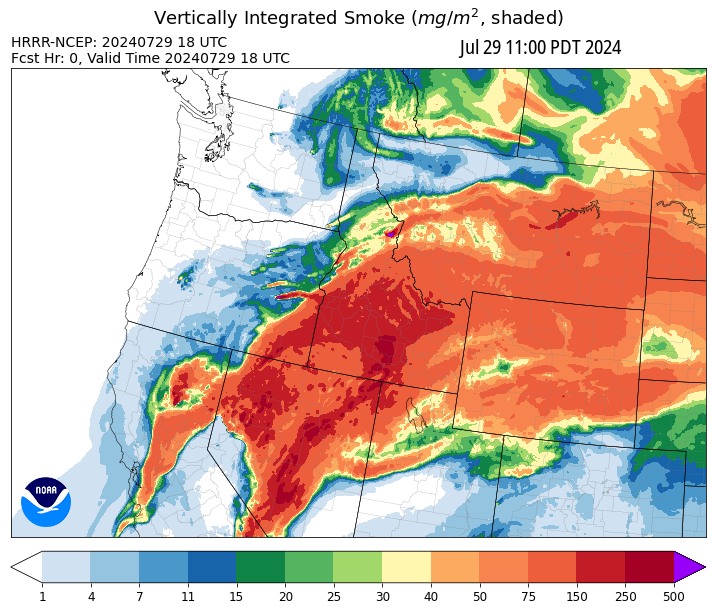 Vertically Integrated Smoke (mg/m², shaded)
HRRR-NCEP: 20240729 18 UTC
Fcst Hr: 0, Valid Time 20240729 18 UTC
Jul 29 11:00 PDT 2024
NOAA
1 4 7 11 15 20 25 30 40 50 75 150 250 500